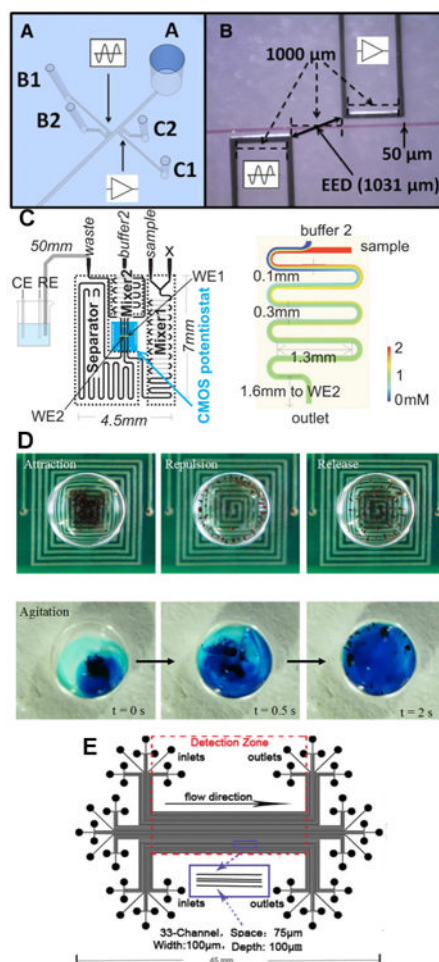 A
A
B1
B2
C2
C1
B
1000 µm
50 µm
EED (1031 µm)
C
50mm
waste
buffer2
sample
X
CE RE
Separator
Mixer2
Mixer1
WE1
WE2
7mm
CMOS potentiostat
4.5mm
buffer 2
sample
0.1mm
0.3mm
1.3mm
1.6mm to WE2
outlet
2
1
0mM
D
Attraction
Repulsion
Release
Agitation
t = 0 s
t = 0.5 s
t = 2 s
E
Detection Zone
inlets
outlets
flow direction
inlets
outlets
33-Channel, Space: 75µm
Width:100µm, Depth: 100µm
45 mm